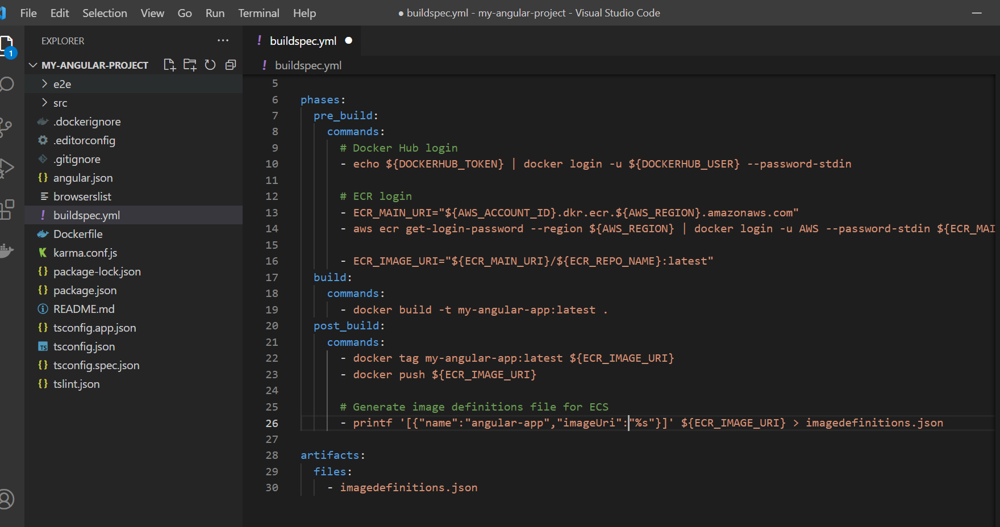 File Edit Selection View Go Run Terminal Help
● buildspec.yml - my-angular-project - Visual Studio Code
1
EXPLORER
MY-ANGULAR-PROJECT
e2e
src
.dockerignore
.editorconfig
.gitignore
{} angular.json
browserslist
! buildspec.yml
Dockerfile
karma.conf.js
{} package-lock.json
{} package.json
README.md
{} tsconfig.app.json
TS tsconfig.json
{} tsconfig.spec.json
{} tslint.json
! buildspec.yml ●
! buildspec.yml
5
6 phases:
7 pre_build:
8 commands:
9 # Docker Hub login
10 - echo ${DOCKERHUB_TOKEN} | docker login -u ${DOCKERHUB_USER} --password-stdin
11
12 # ECR login
13 - ECR_MAIN_URI="${AWS_ACCOUNT_ID}.dkr.ecr.${AWS_REGION}.amazonaws.com"
14 - aws ecr get-login-password --region ${AWS_REGION} | docker login -u AWS --password-stdin ${ECR_MAI
15
16 - ECR_IMAGE_URI="${ECR_MAIN_URI}/${ECR_REPO_NAME}:latest"
17 build:
18 commands:
19 - docker build -t my-angular-app:latest .
20 post_build:
21 commands:
22 - docker tag my-angular-app:latest ${ECR_IMAGE_URI}
23 - docker push ${ECR_IMAGE_URI}
24
25 # Generate image definitions file for ECS
26 - printf '[{"name":"angular-app","imageUri":"%s"}]' ${ECR_IMAGE_URI} > imagedefinitions.json
27
28 artifacts:
29 files:
30 - imagedefinitions.json